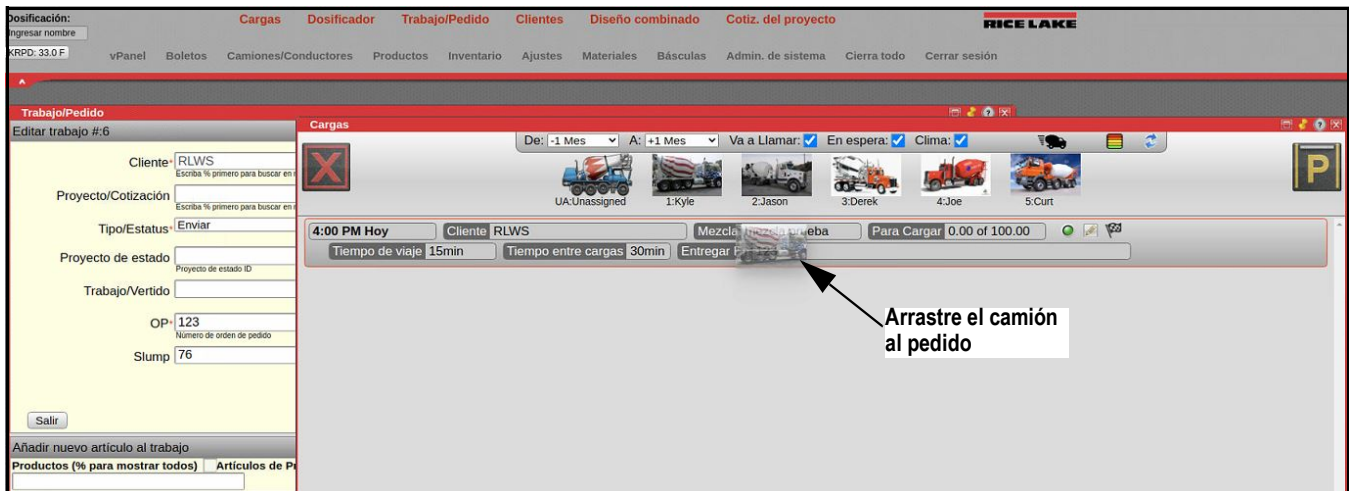 Dosificación:
Ingresar nombre
KRPD: 33.0 F
Cargas Dosificador Trabajo/Pedido Clientes Diseño combinado Cotiz. del proyecto
RICE LAKE
vPanel Boletos Camiones/Conductores Productos Inventario Ajustes Materiales Básculas Admin. de sistema Cierra todo Cerrar sesión
Trabajo/Pedido
Editar trabajo #:6
Cliente* RLWS
Escriba % primero para buscar en
Proyecto/Cotización
Escriba % primero para buscar en
Tipo/Estatus* Enviar
Proyecto de estado
Proyecto de estado ID
Trabajo/Vertido
OP* 123
Número de orden de pedido
Slump 76
Salir
Añadir nuevo artículo al trabajo
Productos (% para mostrar todos) Artículos de
Cargas
De: -1 Mes A: +1 Mes Va a Llamar: En espera: Clima:
X
P
UA:Unassigned 1:Kyle 2:Jason 3:Derek 4:Joe 5:Curt
4:00 PM Hoy Cliente RLWS Mezcla Para Cargar 0.00 of 100.00
Tiempo de viaje 15min Tiempo entre cargas 30min Entregar
Arrastre el camión
al pedido